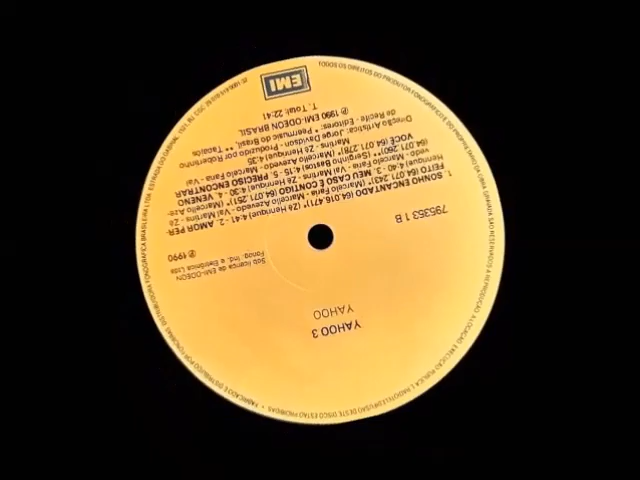 YAHOO 3
YAHOO
Sob licença da EMI-ODEON
Fonog. Ind. e Eletrônica Ltda
℗ 1990
795353 1 B
1. SONHO ENCANTADO (64.016.477) (Zé Henrique) 4:41 - 2. AMOR PER-
FEITO (64.071.243) (Marcello Faria - Marcello Azevedo - Val Martins - Zé
Henrique) 4:40 - 3. MEU CASO É CONTIGO (64.071.251) (Marcello Aze-
vedo - Marcello Faria - Val Martins - Zé Henrique) 4:30 - 4. VENENO
(64.071.260)** (Serginho Bastos) 4:15 - 5. PRECISO ENCONTRAR
VOCÊ (64.071.278) (Marcello Azevedo - Marcello Faria - Val
Martins - Zé Henrique) 4:35
Direção Artística: Jorge Davidson - Produzido por Robertinho
de Recife - Editores: * Peermusic do Brasil, ** Tapajós
℗ 1990 EMI-ODEON BRASIL
T. Total: 22:41
EMI